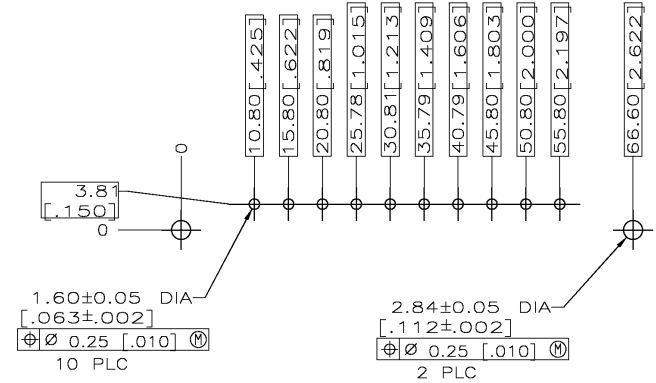 10.80[.425]
15.80[.622]
20.80[.819]
25.78[1.015]
30.81[1.213]
35.79[1.409]
40.79[1.606]
45.80[1.803]
50.80[2.000]
55.80[2.197]
66.60[2.622]
0
3.81
[.150]
0
1.60±0.05 DIA
[.063±.002]
⌖ Ø 0.25 [.010] Ⓜ
10 PLC
2.84±0.05 DIA
[.112±.002]
⌖ Ø 0.25 [.010] Ⓜ
2 PLC